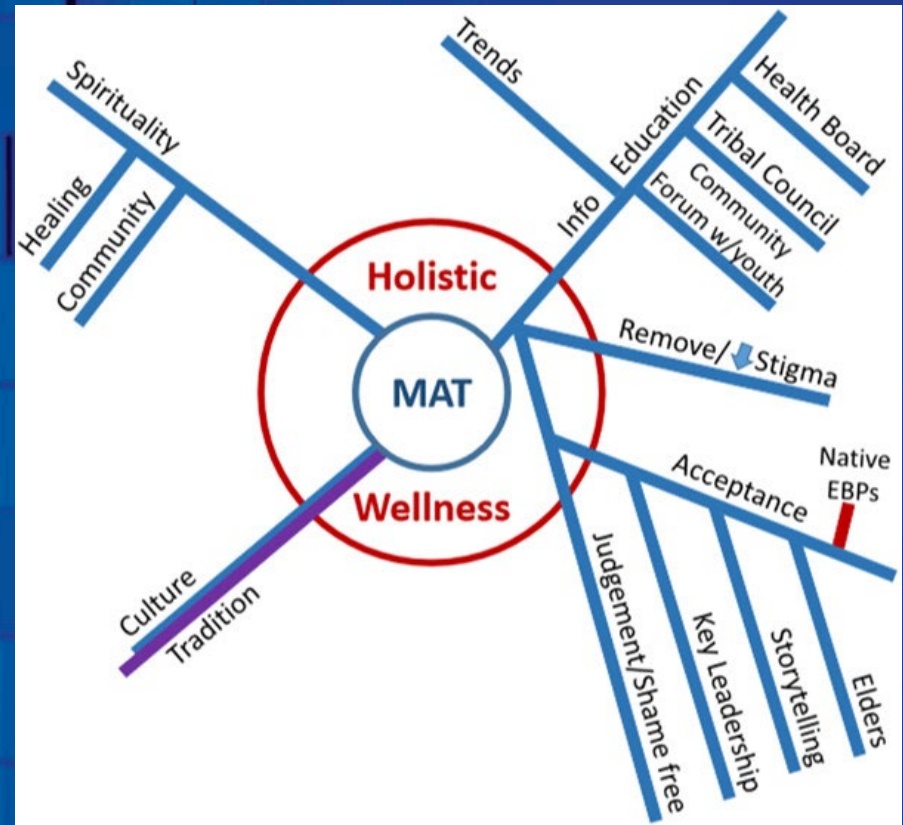 Spirituality
Healing
Community
Trends
Info
Education
Health Board
Tribal Council
Community
Forum w/youth
Holistic
MAT
Wellness
Remove/ Stigma
Acceptance
Native
EBPs
Judgement/Shame free
Key Leadership
Storytelling
Elders
Culture
Tradition